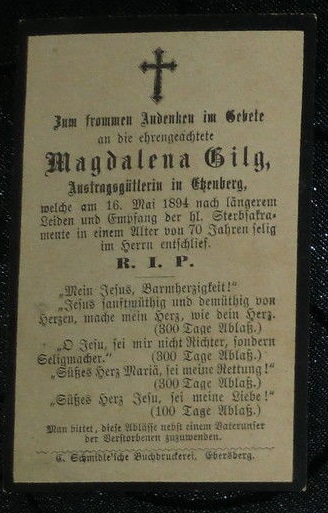 Zum frommen Andenken im Gebete
an die ehrengeachtete
Magdalena Gilg,
Austragsgütlerin in Etzenberg,
welche am 16. Mai 1894 nach längerem
Leiden und Empfang der hl. Sterbsakra-
mente in einem Alter von 70 Jahren selig
im Herrn entschlief.
R. I. P.
„Mein Jesus, Barmherzigkeit!"
„Jesus sanftmüthig und demüthig von
Herzen, mache mein Herz, wie dein Herz.
(300 Tage Ablaß.)
„O Jesu, sei mir nicht Richter, sondern
Seligmacher." (300 Tage Ablaß.)
„Süßes Herz Mariä, sei meine Rettung!"
(300 Tage Ablaß.)
„Süßes Herz Jesu, sei meine Liebe!"
(100 Tage Ablaß.)
Man bittet, diese Ablässe nebst einem Vaterunser
der Verstorbenen zuzuwenden.
C. Schmidle'sche Buchdruckerei, Ebersberg.